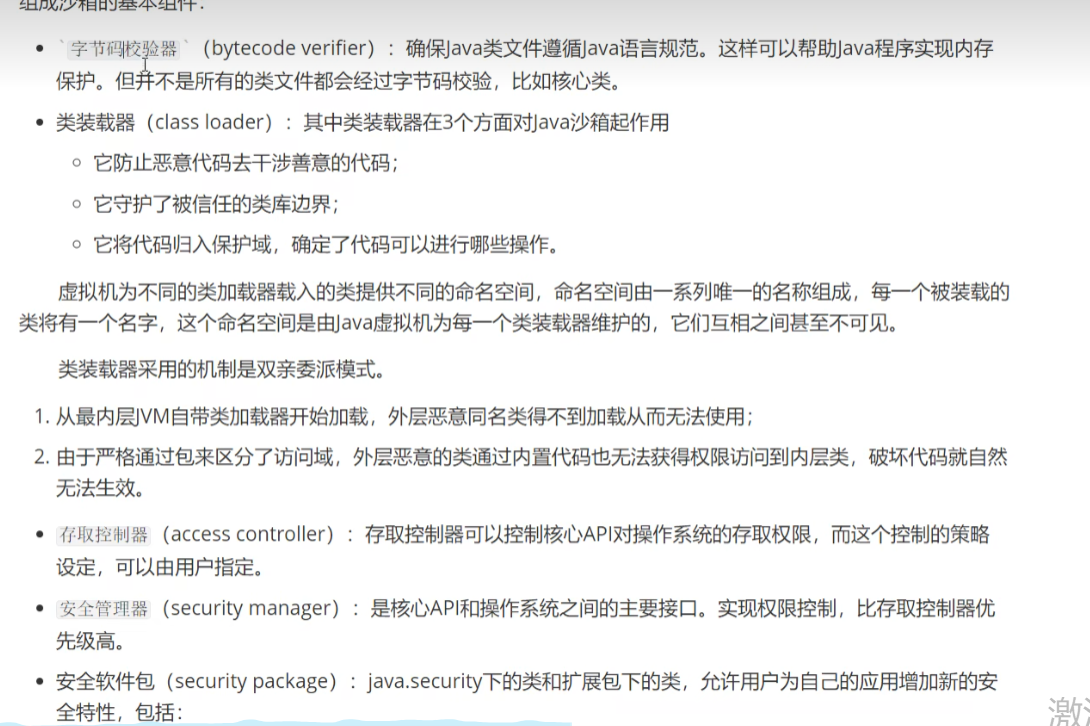 组成沙箱的基本组件:
• `字节码校验器`（bytecode verifier）：确保Java类文件遵循Java语言规范。这样可以帮助Java程序实现内存
保护。但并不是所有的类文件都会经过字节码校验，比如核心类。
• 类装载器（class loader）：其中类装载器在3个方面对Java沙箱起作用
◦ 它防止恶意代码去干涉善意的代码；
◦ 它守护了被信任的类库边界；
◦ 它将代码归入保护域，确定了代码可以进行哪些操作。
虚拟机为不同的类加载器载入的类提供不同的命名空间，命名空间由一系列唯一的名称组成，每一个被装载的
类将有一个名字，这个命名空间是由Java虚拟机为每一个类装载器维护的，它们互相之间甚至不可见。
类装载器采用的机制是双亲委派模式。
1. 从最内层JVM自带类加载器开始加载，外层恶意同名类得不到加载从而无法使用；
2. 由于严格通过包来区分了访问域，外层恶意的类通过内置代码也无法获得权限访问到内层类，破坏代码就自然
无法生效。
• 存取控制器（access controller）：存取控制器可以控制核心API对操作系统的存取权限，而这个控制的策略
设定，可以由用户指定。
• 安全管理器（security manager）：是核心API和操作系统之间的主要接口。实现权限控制，比存取控制器优
先级高。
• 安全软件包（security package）：java.security下的类和扩展包下的类，允许用户为自己的应用增加新的安
全特性，包括：
激